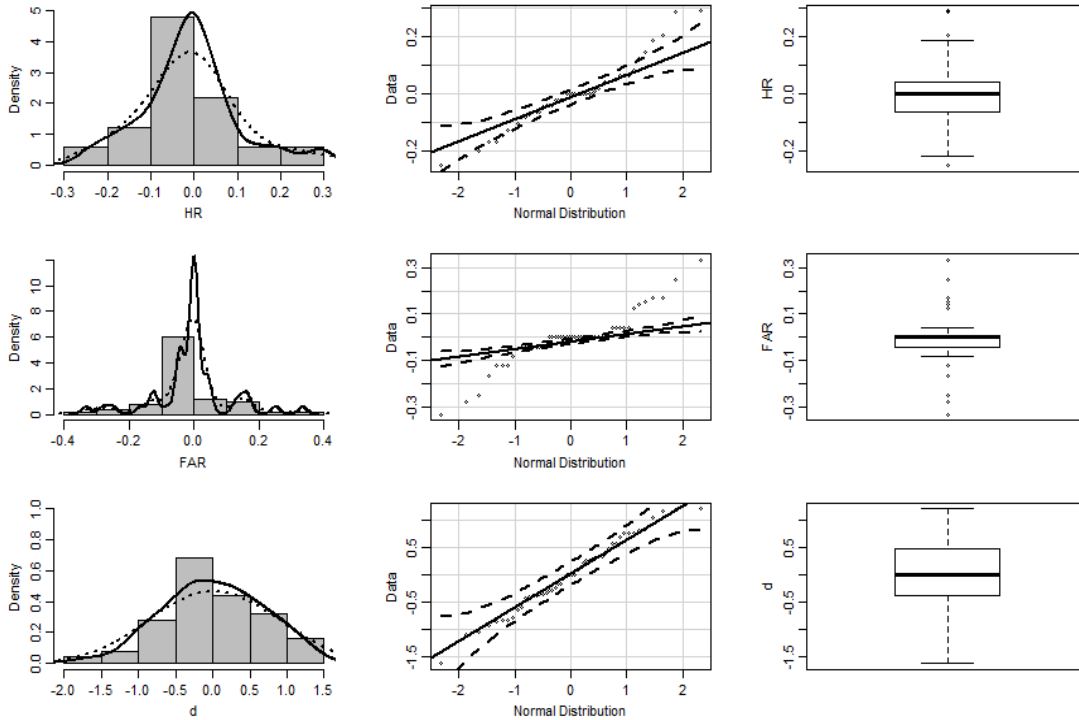 Density
0 1 2 3 4 5
-0.3 -0.2 -0.1 0.0 0.1 0.2 0.3
HR
Data
-0.2 0.0 0.2
-2 -1 0 1 2
Normal Distribution
HR
-0.2 0.0 0.2
Density
0 2 4 6 8 10
-0.4 -0.2 0.0 0.2 0.4
FAR
Data
-0.3 -0.1 0.1 0.3
-2 -1 0 1 2
Normal Distribution
FAR
-0.3 -0.1 0.1 0.3
Density
0.0 0.2 0.4 0.6 0.8 1.0
-2.0 -1.5 -1.0 -0.5 0.0 0.5 1.0 1.5
d
Data
-1.5 -0.5 0.5
-2 -1 0 1 2
Normal Distribution
d
-1.5 -0.5 0.5